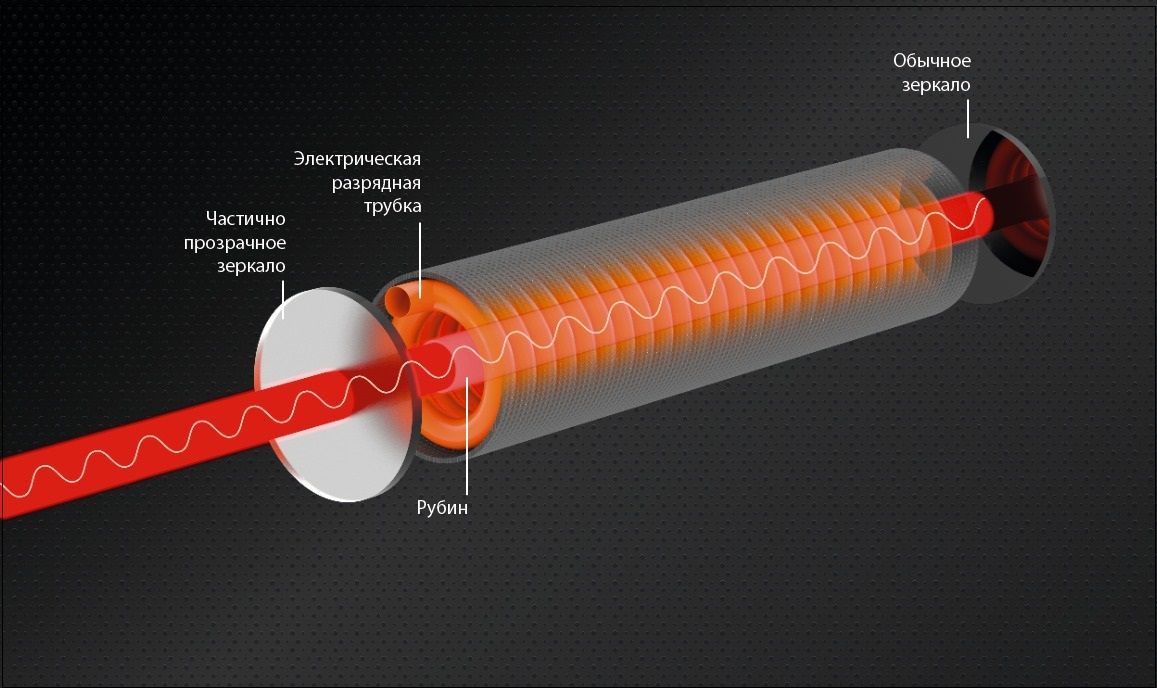 Обычное
зеркало
Электрическая
разрядная
трубка
Частично
прозрачное
зеркало
Рубин